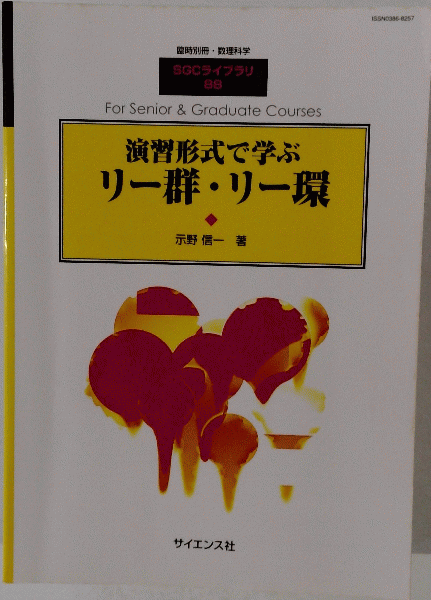 ISSN0386-8257
臨時別冊・数理科学
SGCライブラリ
88
For Senior & Graduate Courses
演習形式で学ぶ
リー群・リー環
示野 信一 著
サイエンス社